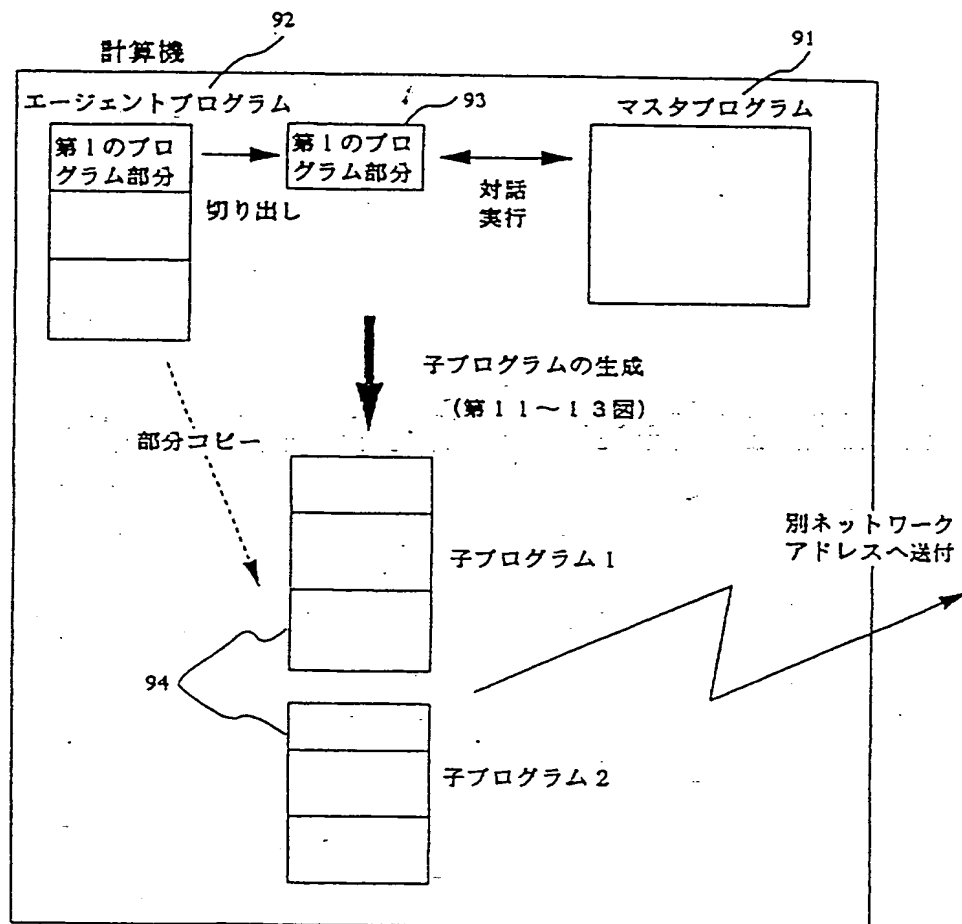 92
91
計算機
エージェントプログラム
93
マスタプログラム
第1のプロ
グラム部分
第1のプロ
グラム部分
切り出し
対話
実行
子プログラムの生成
(第11〜13図)
部分コピー
別ネットワーク
アドレスへ送付
子プログラム1
94
子プログラム2